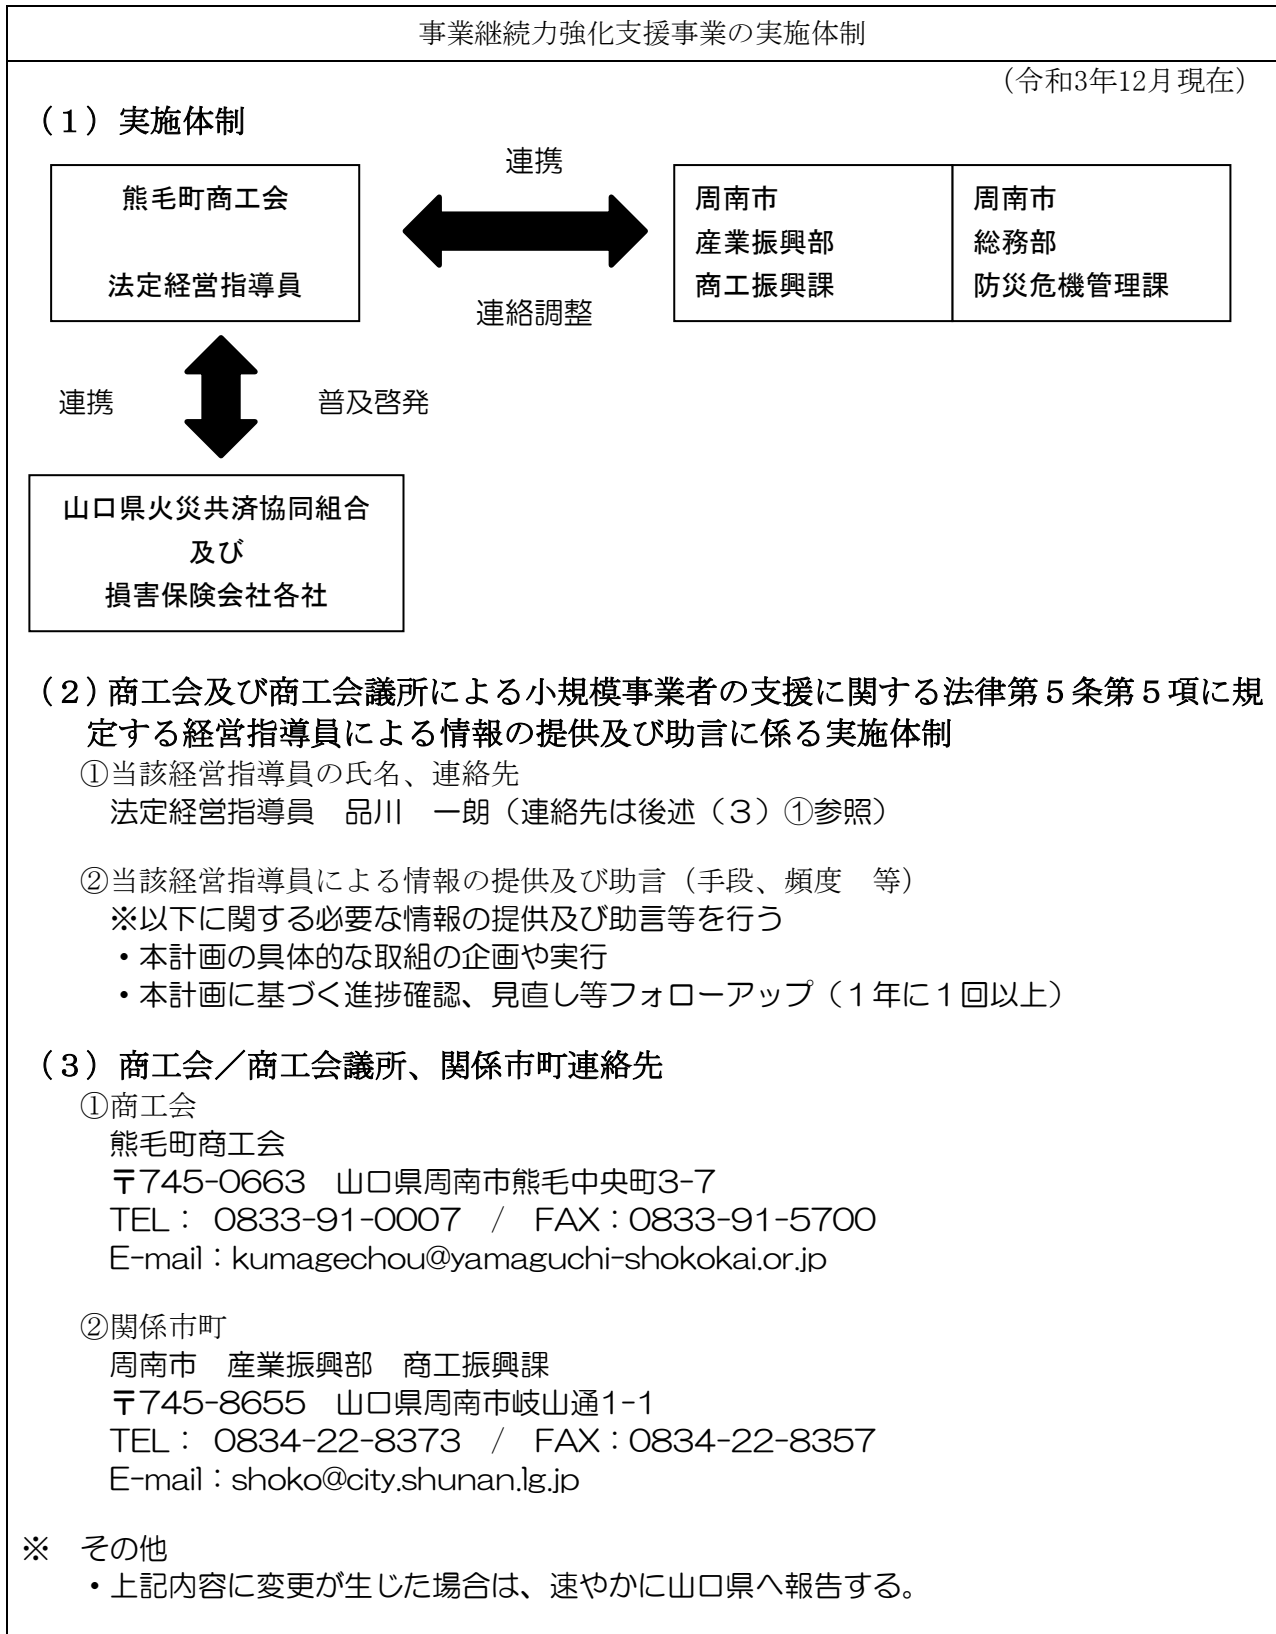 事業継続力強化支援事業の実施体制
（令和3年12月現在）
（１）実施体制
連携
熊毛町商工会
法定経営指導員
連絡調整
周南市
産業振興部
商工振興課
周南市
総務部
防災危機管理課
連携
普及啓発
山口県火災共済協同組合
及び
損害保険会社各社
（２）商工会及び商工会議所による小規模事業者の支援に関する法律第５条第５項に規
定する経営指導員による情報の提供及び助言に係る実施体制
①当該経営指導員の氏名、連絡先
法定経営指導員　品川　一朗（連絡先は後述（３）①参照）
②当該経営指導員による情報の提供及び助言（手段、頻度　等）
※以下に関する必要な情報の提供及び助言等を行う
・本計画の具体的な取組の企画や実行
・本計画に基づく進捗確認、見直し等フォローアップ（１年に１回以上）
（３）商工会／商工会議所、関係市町連絡先
①商工会
熊毛町商工会
〒745-0663　山口県周南市熊毛中央町3-7
TEL： 0833-91-0007　/　FAX：0833-91-5700
E-mail：kumagechou@yamaguchi-shokokai.or.jp
②関係市町
周南市　産業振興部　商工振興課
〒745-8655　山口県周南市岐山通1-1
TEL： 0834-22-8373　/　FAX：0834-22-8357
E-mail：shoko@city.shunan.lg.jp
※　その他
・上記内容に変更が生じた場合は、速やかに山口県へ報告する。